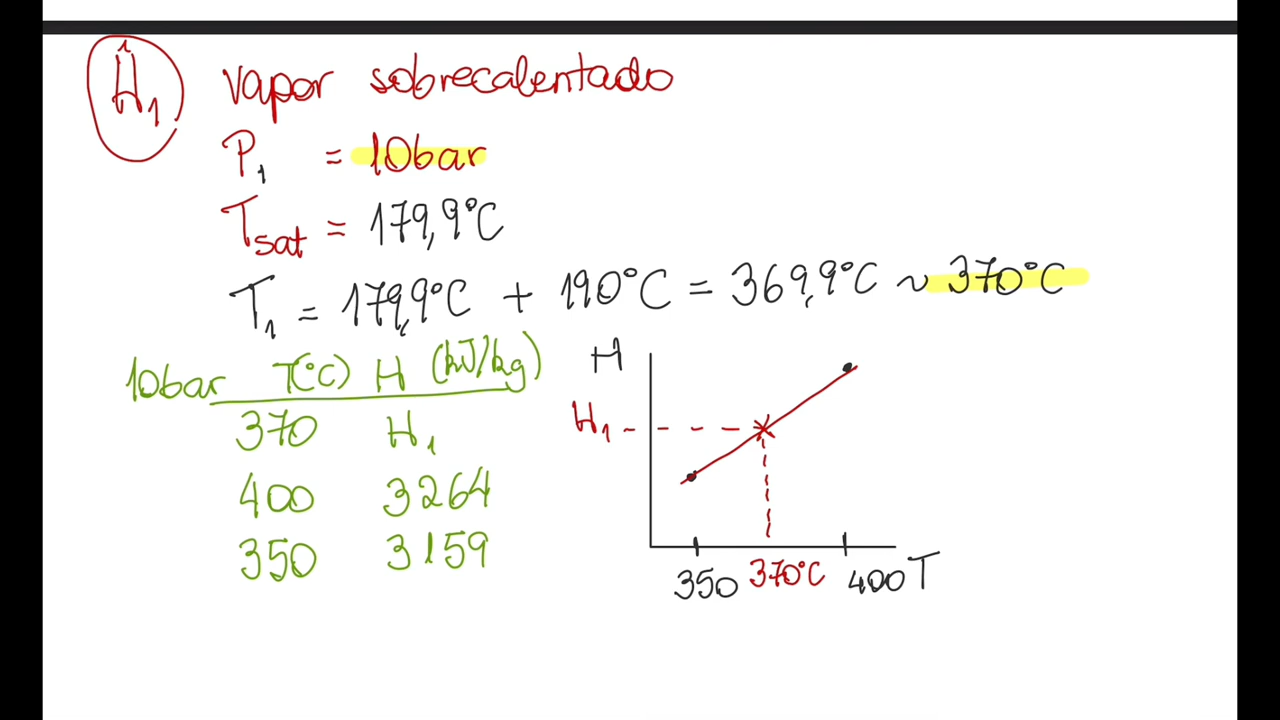 Ĥ₁ vapor sobrecalentado
P₁ = 10bar
Tsat = 179,9°C
T₁ = 179,9°C + 190°C = 369,9°C ~ 370°C
10bar T(°C) H (kJ/kg)
370 H₁
400 3264
350 3159
H
H₁
350 370°C 400 T